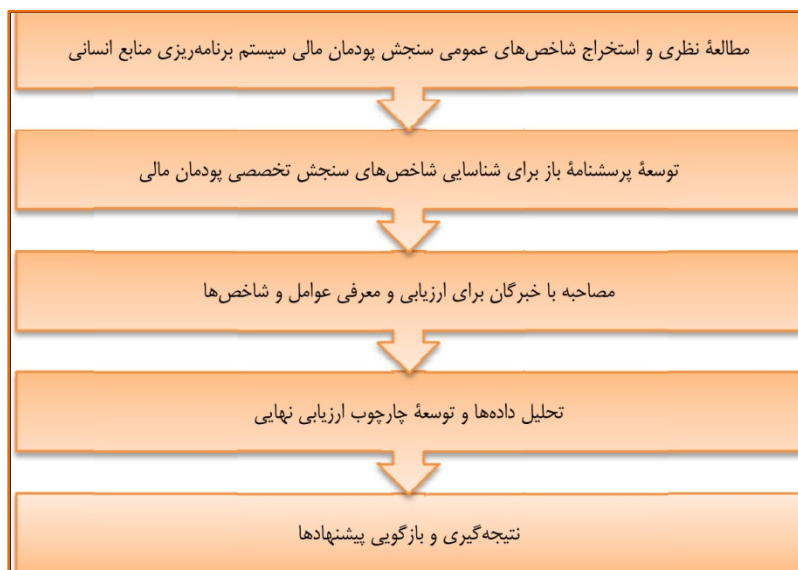 مطالعهٔ نظری و استخراج شاخص‌های عمومی سنجش پودمان مالی سیستم برنامه‌ریزی منابع انسانی
توسعهٔ پرسشنامهٔ باز برای شناسایی شاخص‌های سنجش تخصصی پودمان مالی
مصاحبه با خبرگان برای ارزیابی و معرفی عوامل و شاخص‌ها
تحلیل داده‌ها و توسعهٔ چارچوب ارزیابی نهایی
نتیجه‌گیری و بازگویی پیشنهادها